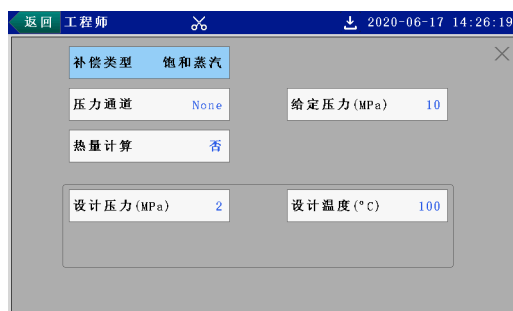 返回 工程师 2020-06-17 14:26:19
补偿类型 饱和蒸汽
压力通道 None 给定压力(MPa) 10
热量计算 否
设计压力(MPa) 2 设计温度(°C) 100